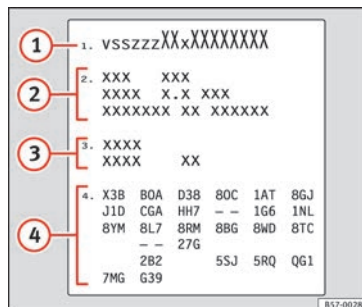 1. VSSZZZXXxXXXXXXXX
2. XXX XXX
XXXX X.X XXX
XXXXXXX XX XXXXXX
3. XXXX
XXXX XX
4. X3B B0A D38 8OC 1AT 8GJ
J1D CGA HH7 – – 1G6 1NL
8YM 8L7 8RM 8BG 8WD 8TC
– – 27G
2B2 5SJ 5RQ QG1
7MG G39
1
2
3
4
B57-0028